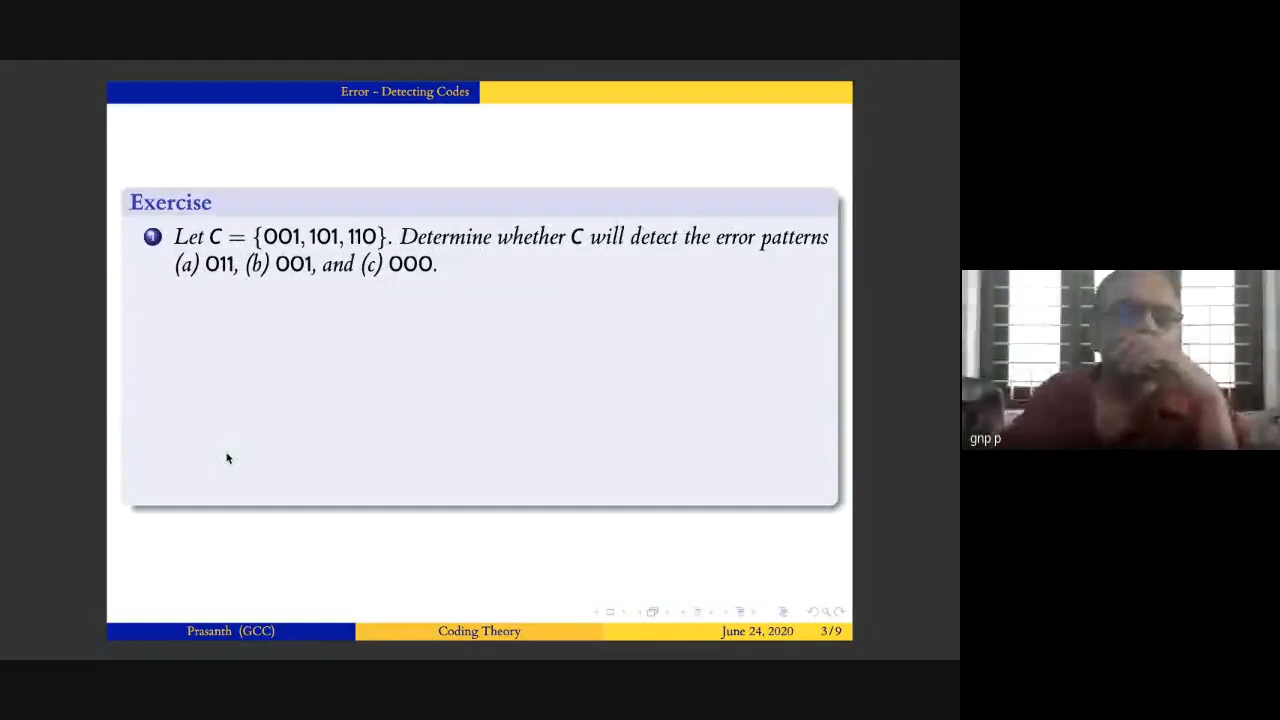 Error – Detecting Codes
Exercise
1 Let C = {001, 101, 110}. Determine whether C will detect the error patterns
(a) 011, (b) 001, and (c) 000.
gnp p
Prasanth (GCC) Coding Theory June 24, 2020 3/9